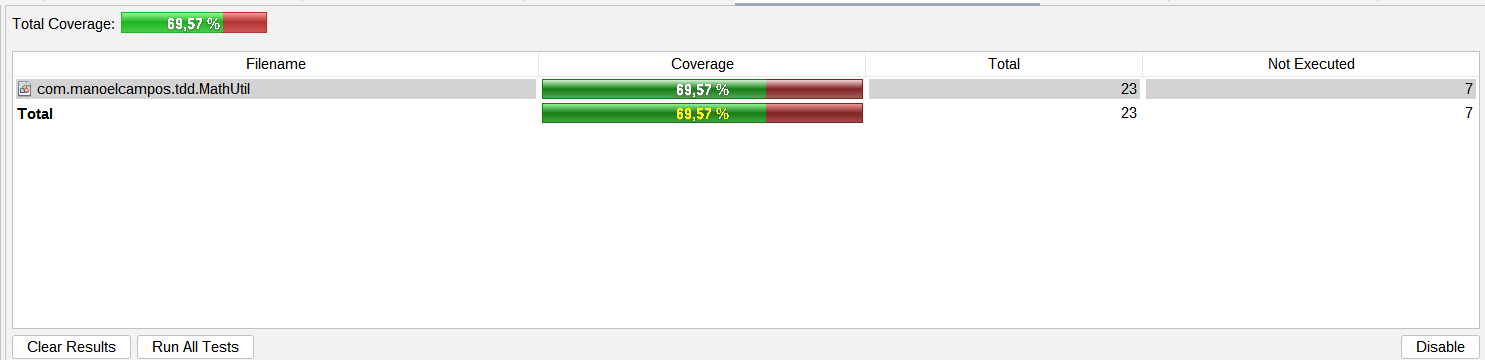 Total Coverage: 69,57 %
Filename Coverage Total Not Executed
com.manoelcampos.tdd.MathUtil 69,57 % 23 7
Total 69,57 % 23 7
Clear Results Run All Tests Disable